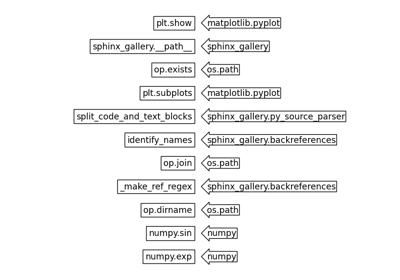 plt.show matplotlib.pyplot
sphinx_gallery.__path__ sphinx_gallery
op.exists os.path
plt.subplots matplotlib.pyplot
split_code_and_text_blocks sphinx_gallery.py_source_parser
identify_names sphinx_gallery.backreferences
op.join os.path
_make_ref_regex sphinx_gallery.backreferences
op.dirname os.path
numpy.sin numpy
numpy.exp numpy